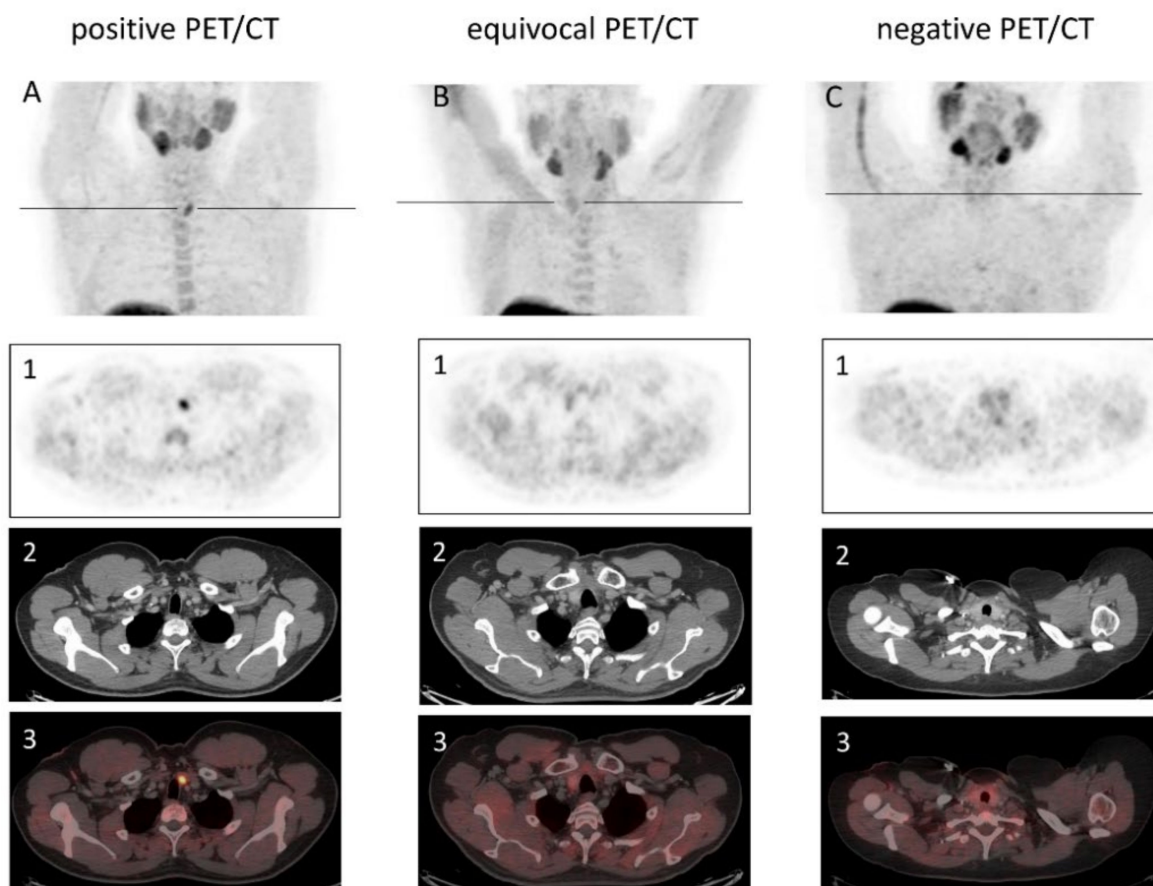 positive PET/CT equivocal PET/CT negative PET/CT
A B C
1 1 1
2 2 2
3 3 3